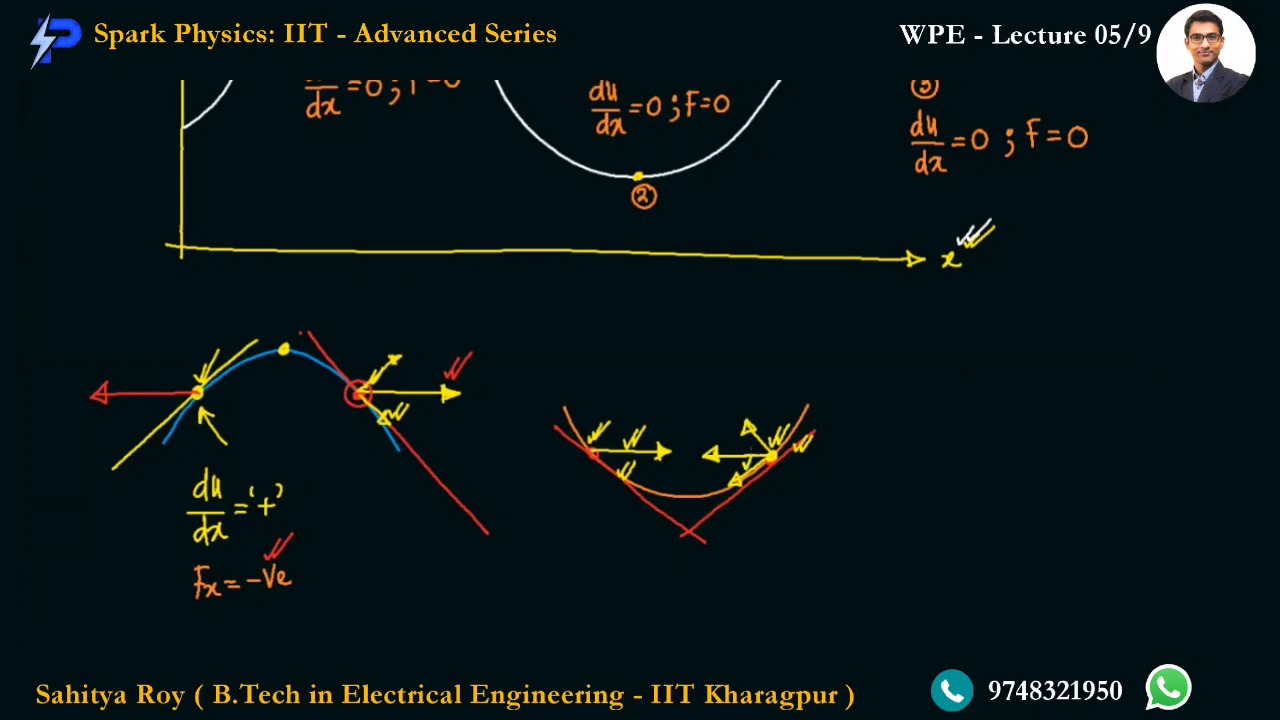 Spark Physics: IIT - Advanced Series
WPE - Lecture 05/9
du/dx = 0 ; F = 0
du/dx = 0 ; F = 0
③
du/dx = 0 ; F = 0
②
x
du/dx = '+'
Fx = -Ve
Sahitya Roy ( B.Tech in Electrical Engineering - IIT Kharagpur )
9748321950